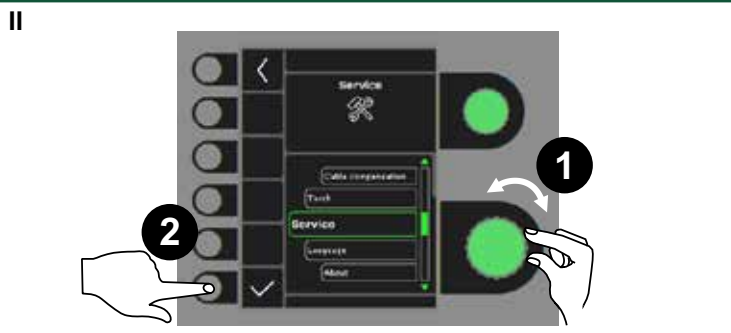 II
Service
Cable compensation
Torch
Service
Language
About
1
2